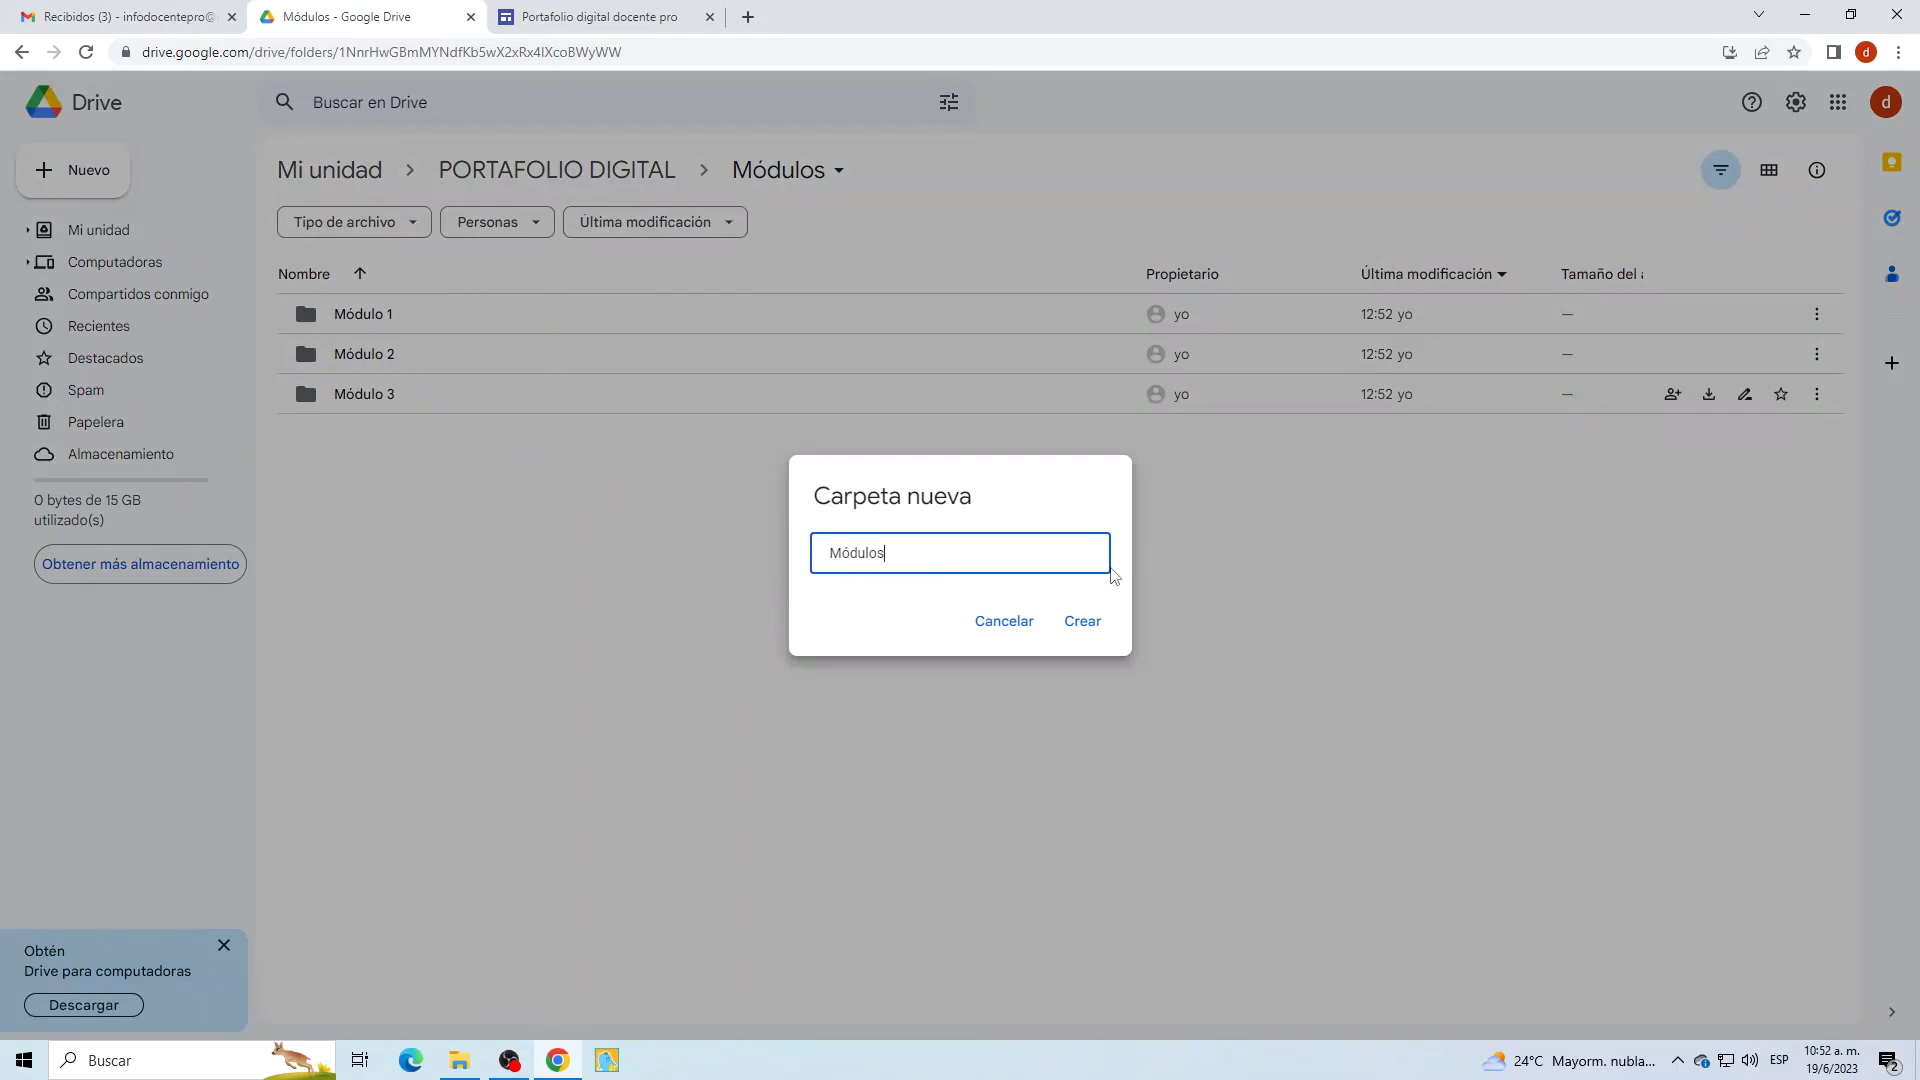 Recibidos (3) - infodocentepro@
Módulos - Google Drive
Portafolio digital docente pro
drive.google.com/drive/folders/1NnrHwGBmMYNdfKb5wX2xRx4IXcoBWyWW
d
Drive
Buscar en Drive
d
Nuevo
Mi unidad
PORTAFOLIO DIGITAL
Módulos
Tipo de archivo
Personas
Última modificación
Mi unidad
Computadoras
Compartidos conmigo
Recientes
Destacados
Spam
Papelera
Almacenamiento
0 bytes de 15 GB
utilizado(s)
Obtener más almacenamiento
Nombre
Propietario
Última modificación
Tamaño del
Módulo 1
yo
12:52 yo
—
Módulo 2
yo
12:52 yo
—
Módulo 3
yo
12:52 yo
—
Carpeta nueva
Módulos
Cancelar
Crear
Obtén
Drive para computadoras
Descargar
Buscar
24°C Mayorm. nubla...
ESP
10:52 a. m.
19/6/2023
2